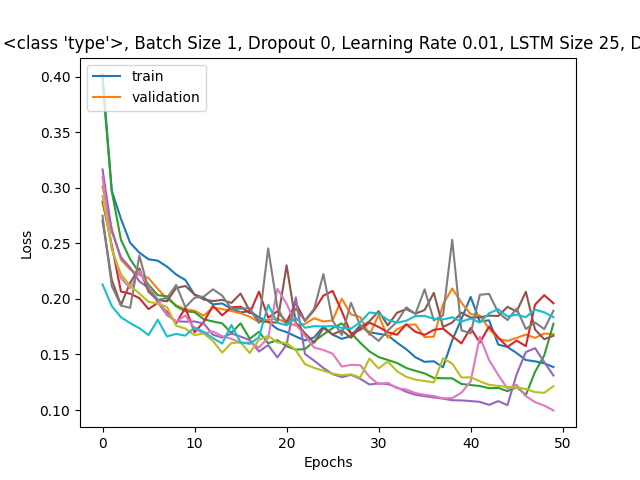 <class 'type'>, Batch Size 1, Dropout 0, Learning Rate 0.01, LSTM Size 25, D
train
validation
0.40
0.35
0.30
0.25
0.20
0.15
0.10
Loss
0 10 20 30 40 50
Epochs